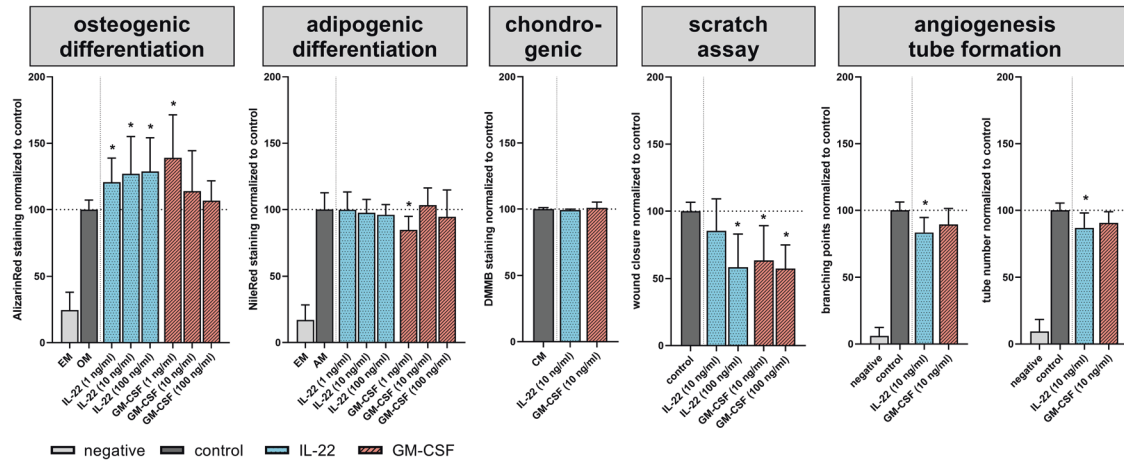 osteogenic
differentiation
adipogenic
differentiation
chondro-
genic
scratch
assay
angiogenesis
tube formation
AlizarinRed staining normalized to control
200
150
100
50
0
* * * *
EM
OM
IL-22 (1 ng/ml)
IL-22 (10 ng/ml)
IL-22 (100 ng/ml)
GM-CSF (1 ng/ml)
GM-CSF (10 ng/ml)
GM-CSF (100 ng/ml)
NileRed staining normalized to control
200
150
100
50
0
*
EM
AM
IL-22 (1 ng/ml)
IL-22 (10 ng/ml)
IL-22 (100 ng/ml)
GM-CSF (1 ng/ml)
GM-CSF (10 ng/ml)
GM-CSF (100 ng/ml)
DMMB staining normalized to control
200
150
100
50
0
CM
IL-22 (10 ng/ml)
GM-CSF (10 ng/ml)
wound closure normalized to control
200
150
100
50
0
* * *
control
IL-22 (10 ng/ml)
IL-22 (100 ng/ml)
GM-CSF (10 ng/ml)
GM-CSF (100 ng/ml)
branching points normalized to control
200
150
100
50
0
*
negative
control
IL-22 (10 ng/ml)
GM-CSF (10 ng/ml)
tube number normalized to control
200
150
100
50
0
*
negative
control
IL-22 (10 ng/ml)
GM-CSF (10 ng/ml)
negative control IL-22 GM-CSF